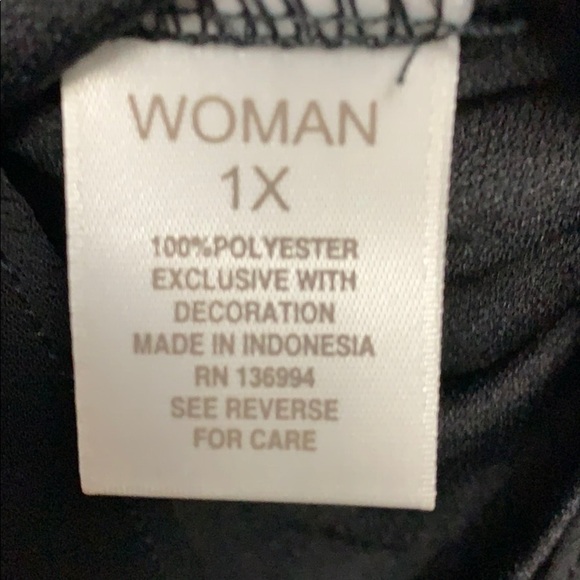 WOMAN
1X
100%POLYESTER
EXCLUSIVE WITH
DECORATION
MADE IN INDONESIA
RN 136994
SEE REVERSE
FOR CARE